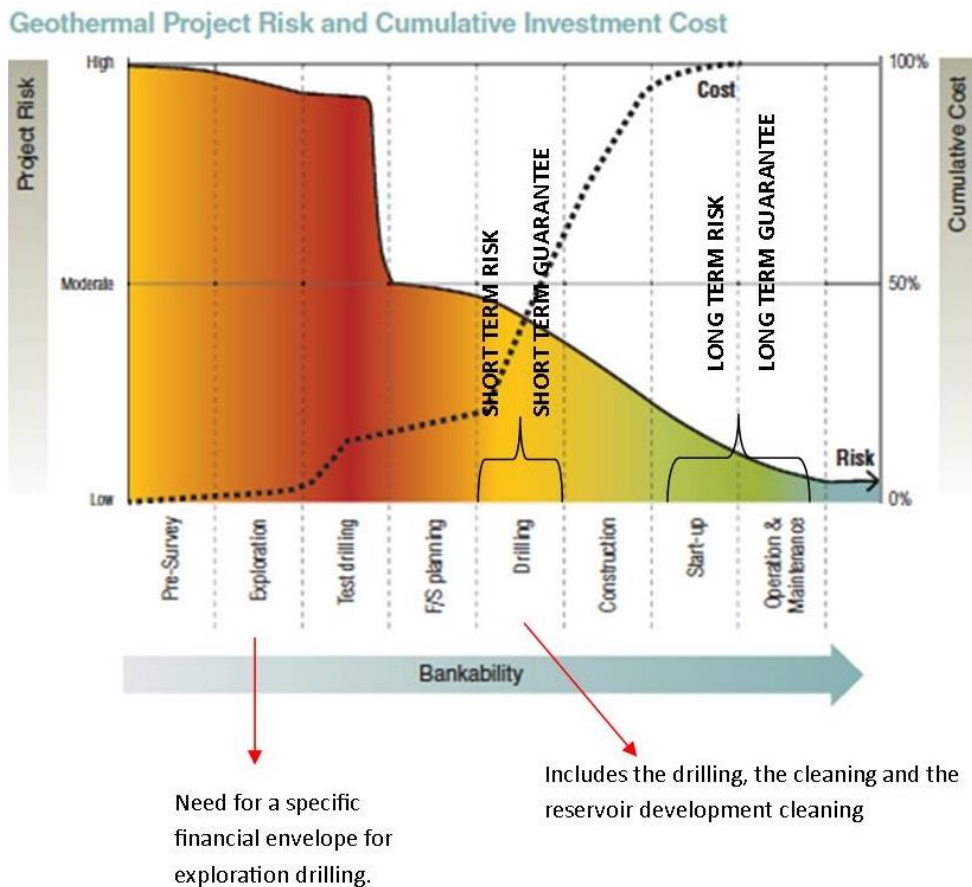 Geothermal Project Risk and Cumulative Investment Cost
Project Risk
High
Moderate
Low
Cost
100%
50%
0%
Cumulative Cost
SHORT TERM RISK
SHORT TERM GUARANTEE
LONG TERM RISK
LONG TERM GUARANTEE
Risk
Pre-Survey
Exploration
Test drilling
F/S planning
Drilling
Construction
Start-up
Operation &
Maintenance
Bankability
Need for a specific
financial envelope for
exploration drilling.
Includes the drilling, the cleaning and the
reservoir development cleaning